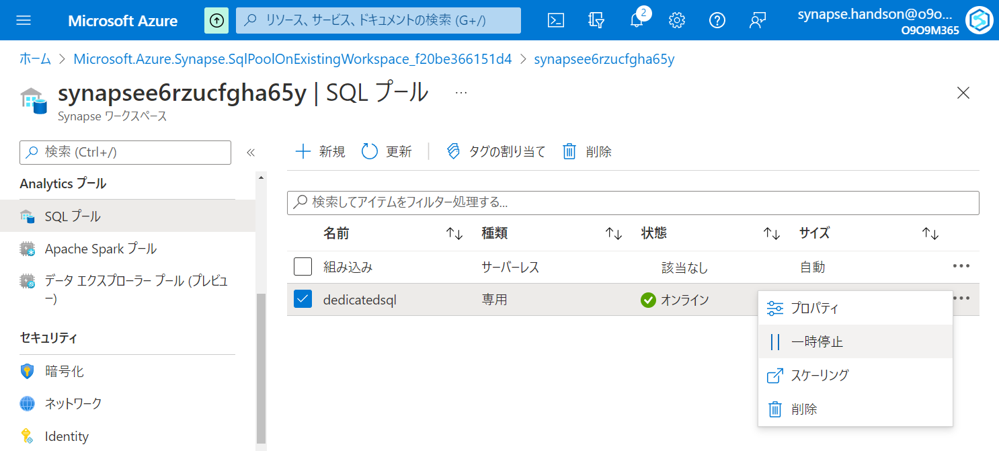 Microsoft Azure
リソース、サービス、ドキュメントの検索 (G+/)
2
synapse.handson@o9o...
O9O9M365
ホーム > Microsoft.Azure.Synapse.SqlPoolOnExistingWorkspace_f20be366151d4 > synapsee6rzucfgha65y
synapsee6rzucfgha65y | SQL プール ...
Synapse ワークスペース
検索 (Ctrl+/) «
Analytics プール
SQL プール
Apache Spark プール
データ エクスプローラー プール (プレビュ
ー)
セキュリティ
暗号化
ネットワーク
Identity
新規 更新 タグの割り当て 削除
検索してアイテムをフィルター処理する...
名前 種類 状態 サイズ
組み込み サーバーレス 該当なし 自動
dedicatedsql 専用 オンライン
プロパティ
一時停止
スケーリング
削除